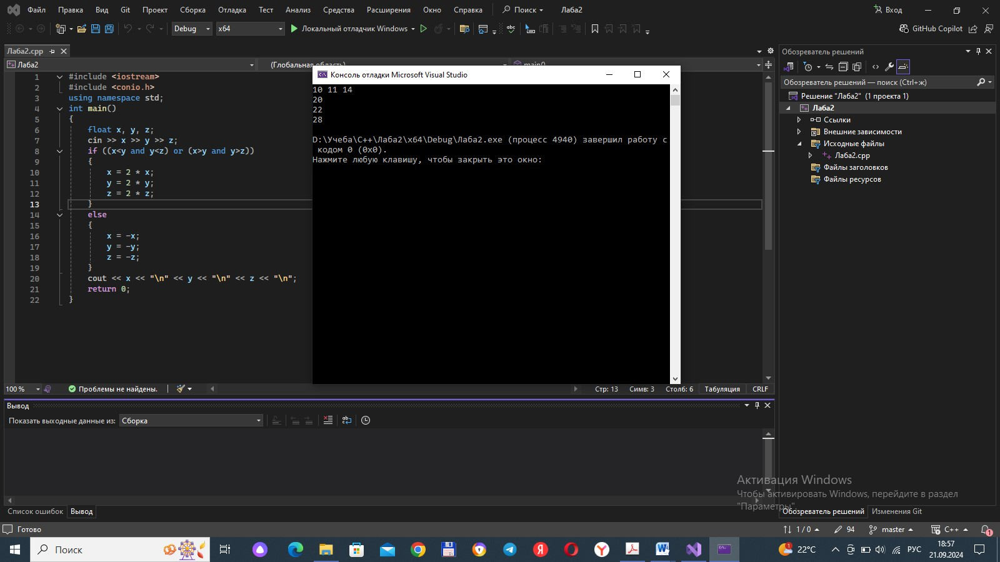 Файл Правка Вид Git Проект Сборка Отладка Тест Анализ Средства Расширения Окно Справка Поиск Лаба2 Вход
Debug x64 Локальный отладчик Windows GitHub Copilot
Лаба2.cpp
Лаба2 (Глобальная область) main()
1 #include <iostream>
2 #include <conio.h>
3 using namespace std;
4 int main()
5 {
6 float x, y, z;
7 cin >> x >> y >> z;
8 if ((x<y and y<z) or (x>y and y>z))
9 {
10 x = 2 * x;
11 y = 2 * y;
12 z = 2 * z;
13 }
14 else
15 {
16 x = -x;
17 y = -y;
18 z = -z;
19 }
20 cout << x << "\n" << y << "\n" << z << "\n";
21 return 0;
22 }
Консоль отладки Microsoft Visual Studio
10 11 14
20
22
28
D:\Учеба\C++\Лаба2\x64\Debug\Лаба2.exe (процесс 4940) завершил работу с
кодом 0 (0x0).
Нажмите любую клавишу, чтобы закрыть это окно:
100 % Проблемы не найдены. Стр: 13 Симв: 3 Столб: 6 Табуляция CRLF
Вывод
Показать выходные данные из: Сборка
Список ошибок Вывод
Обозреватель решений
Обозреватель решений — поиск (Ctrl+ж)
Решение "Лаба2" (1 проекта 1)
Лаба2
Ссылки
Внешние зависимости
Исходные файлы
Лаба2.cpp
Файлы заголовков
Файлы ресурсов
Активация Windows
Чтобы активировать Windows, перейдите в раздел
"Параметры".
Обозреватель решений Изменения Git
Готово 1 / 0 94 master C++ 1
Поиск 1 22°C РУС 18:57
21.09.2024